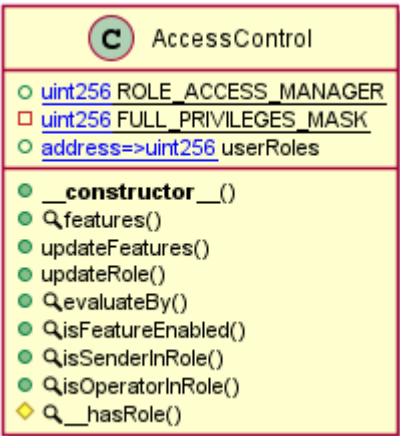 C AccessControl
uint256 ROLE_ACCESS_MANAGER
uint256 FULL_PRIVILEGES_MASK
address=>uint256 userRoles
__constructor__()
features()
updateFeatures()
updateRole()
evaluateBy()
isFeatureEnabled()
isSenderInRole()
isOperatorInRole()
__hasRole()